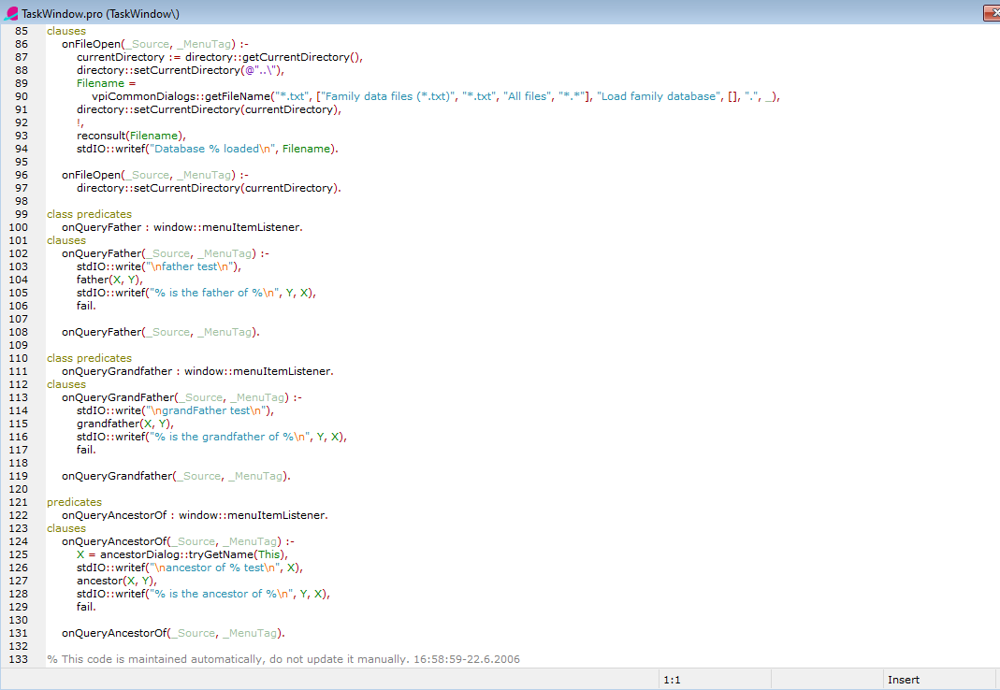 TaskWindow.pro (TaskWindow\)
85 clauses
86 onFileOpen(_Source, _MenuTag) :-
87 currentDirectory := directory::getCurrentDirectory(),
88 directory::setCurrentDirectory(@"..\"),
89 Filename =
90 vpiCommonDialogs::getFileName("*.txt", ["Family data files (*.txt)", "*.txt", "All files", "*.*"], "Load family database", [], ".", _),
91 directory::setCurrentDirectory(currentDirectory),
92 !,
93 reconsult(Filename),
94 stdIO::writef("Database % loaded\n", Filename).
95
96 onFileOpen(_Source, _MenuTag) :-
97 directory::setCurrentDirectory(currentDirectory).
98
99 class predicates
100 onQueryFather : window::menuItemListener.
101 clauses
102 onQueryFather(_Source, _MenuTag) :-
103 stdIO::write("\nfather test\n"),
104 father(X, Y),
105 stdIO::writef("% is the father of %\n", Y, X),
106 fail.
107
108 onQueryFather(_Source, _MenuTag).
109
110 class predicates
111 onQueryGrandfather : window::menuItemListener.
112 clauses
113 onQueryGrandFather(_Source, _MenuTag) :-
114 stdIO::write("\ngrandFather test\n"),
115 grandfather(X, Y),
116 stdIO::writef("% is the grandfather of %\n", Y, X),
117 fail.
118
119 onQueryGrandfather(_Source, _MenuTag).
120
121 predicates
122 onQueryAncestorOf : window::menuItemListener.
123 clauses
124 onQueryAncestorOf(_Source, _MenuTag) :-
125 X = ancestorDialog::tryGetName(This),
126 stdIO::writef("\nancestor of % test\n", X),
127 ancestor(X, Y),
128 stdIO::writef("% is the ancestor of %\n", Y, X),
129 fail.
130
131 onQueryAncestorOf(_Source, _MenuTag).
132
133 % This code is maintained automatically, do not update it manually. 16:58:59-22.6.2006
1:1 Insert